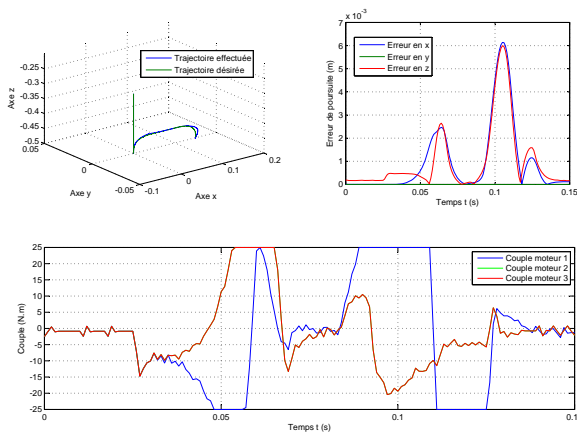 Trajectoire effectuée
Trajectoire désirée
-0.25
-0.3
-0.35
-0.4
-0.45
-0.5
0.05
0
-0.05
-0.1
0
0.1
0.2
Axe z
Axe y
Axe x
x 10⁻³
7
6
5
4
3
2
1
0
Erreur de poursuite (m)
Erreur en x
Erreur en y
Erreur en z
0
0.05
0.1
0.15
Temps t (s)
25
20
15
10
5
0
-5
-10
-15
-20
-25
Couple (N.m)
Couple moteur 1
Couple moteur 2
Couple moteur 3
0
0.05
0.1
0.1
Temps t (s)